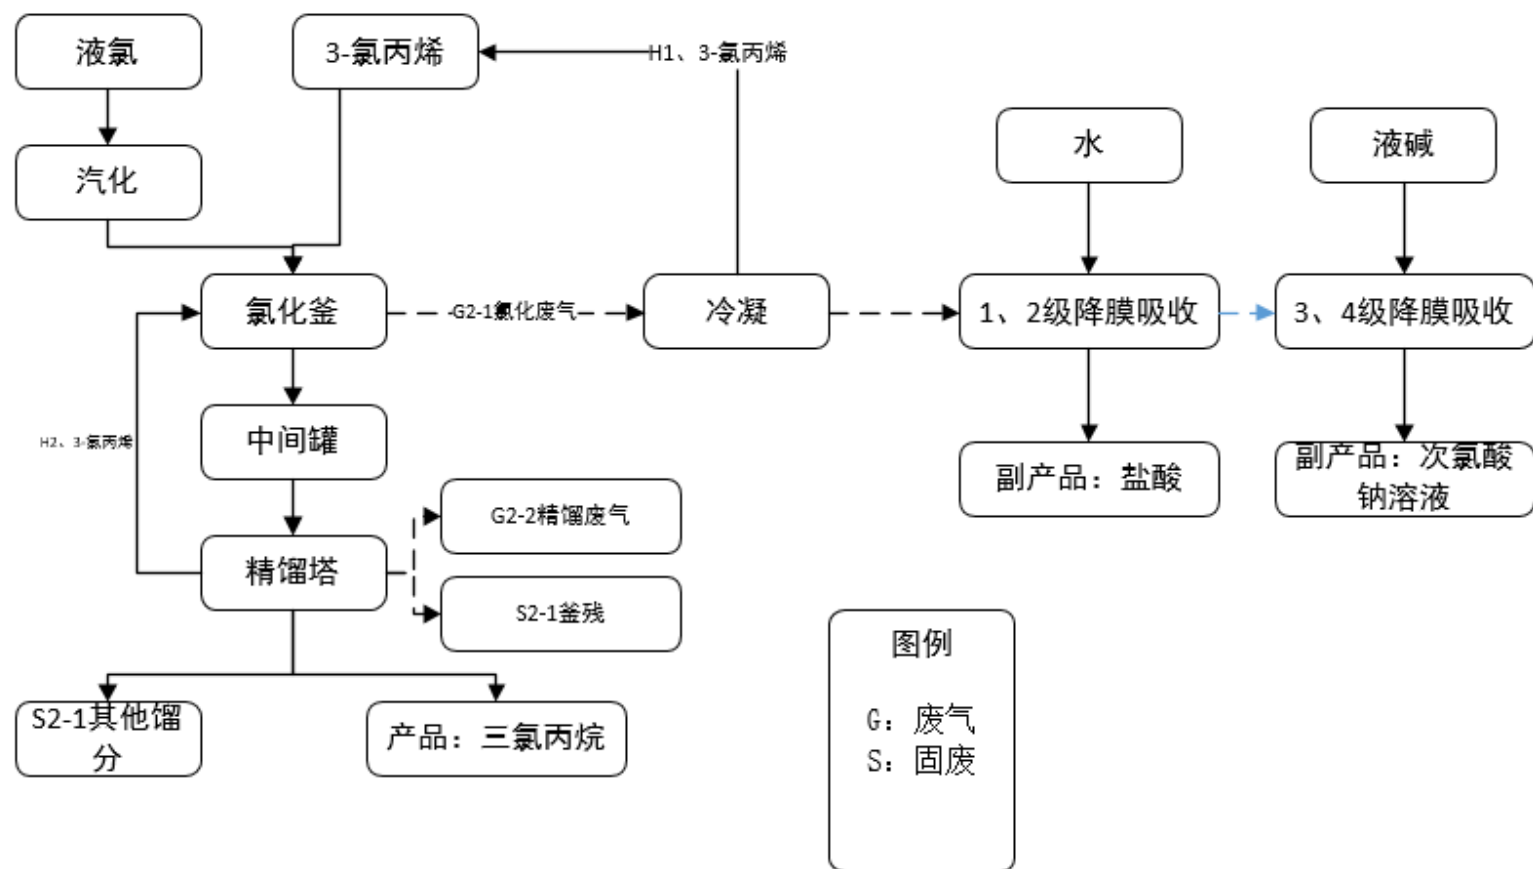 液氯
3-氯丙烯
H1、3-氯丙烯
汽化
水
液碱
氯化釜
G2-1氯化废气
冷凝
1、2级降膜吸收
3、4级降膜吸收
H2、3-氯丙烯
中间罐
副产品：盐酸
副产品：次氯酸
钠溶液
G2-2精馏废气
精馏塔
S2-1釜残
S2-1其他馏
分
产品：三氯丙烷
图例
G：废气
S：固废